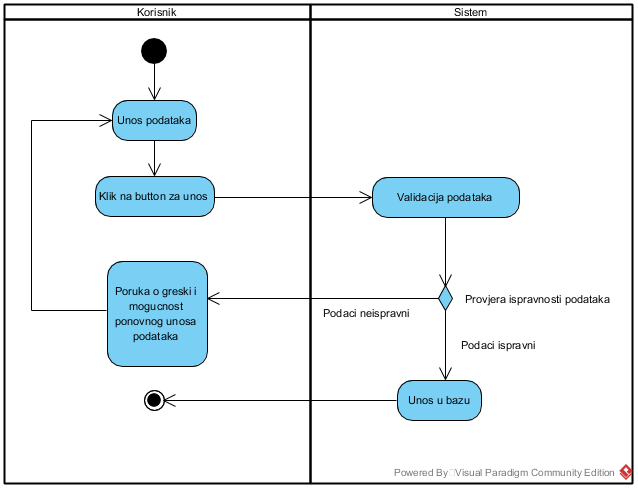 Korisnik
Sistem
Unos podataka
Klik na button za unos
Validacija podataka
Poruka o greski i
mogucnost
ponovnog unosa
podataka
Provjera ispravnosti podataka
Podaci neispravni
Podaci ispravni
Unos u bazu
Powered By Visual Paradigm Community Edition